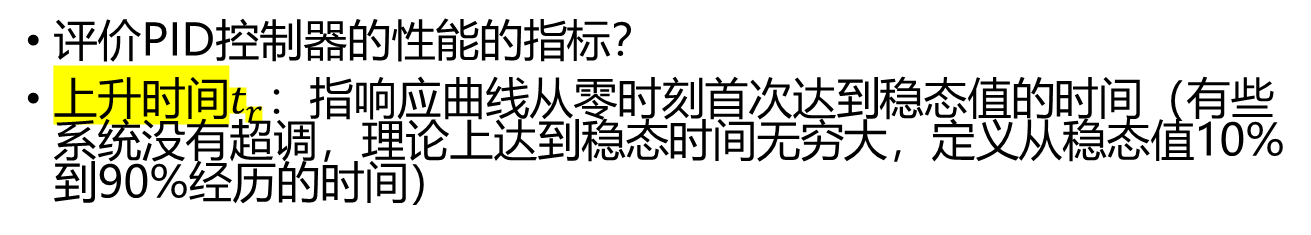 • 评价PID控制器的性能的指标？
• 上升时间tᵣ：指响应曲线从零时刻首次达到稳态值的时间（有些
系统没有超调，理论上达到稳态时间无穷大，定义从稳态值10%
到90%经历的时间）